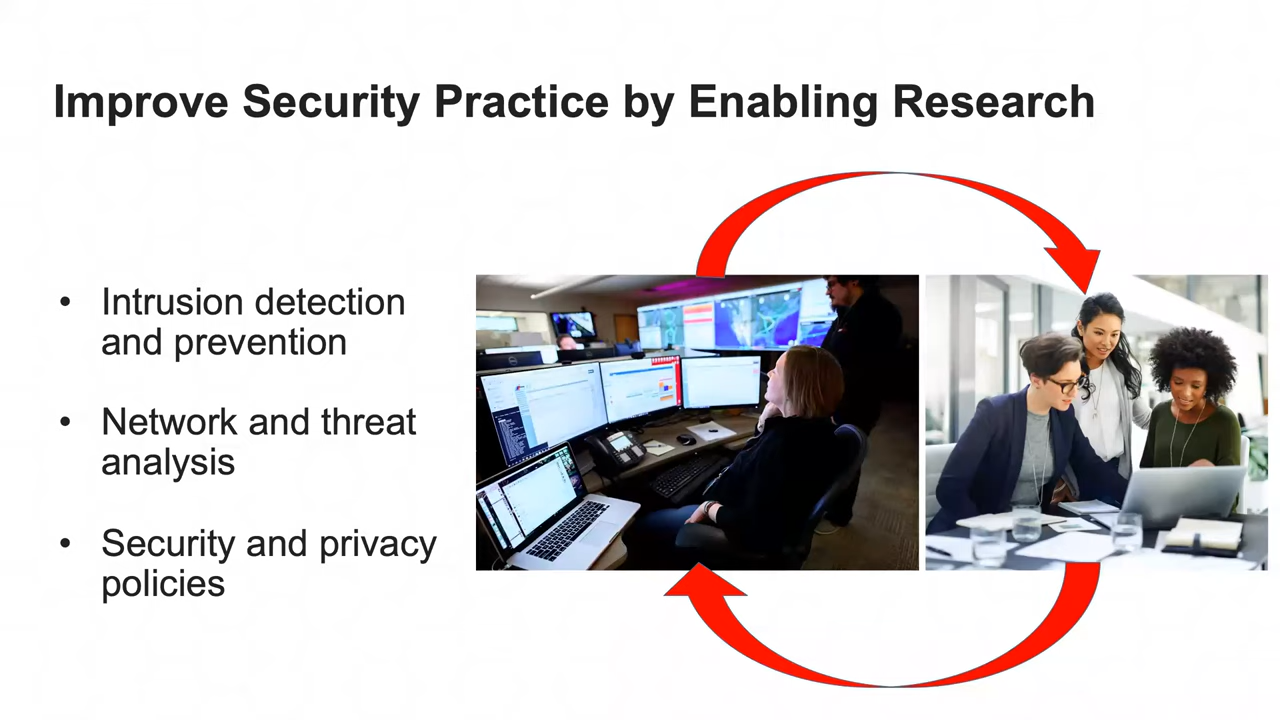 Improve Security Practice by Enabling Research
• Intrusion detection
and prevention
• Network and threat
analysis
• Security and privacy
policies